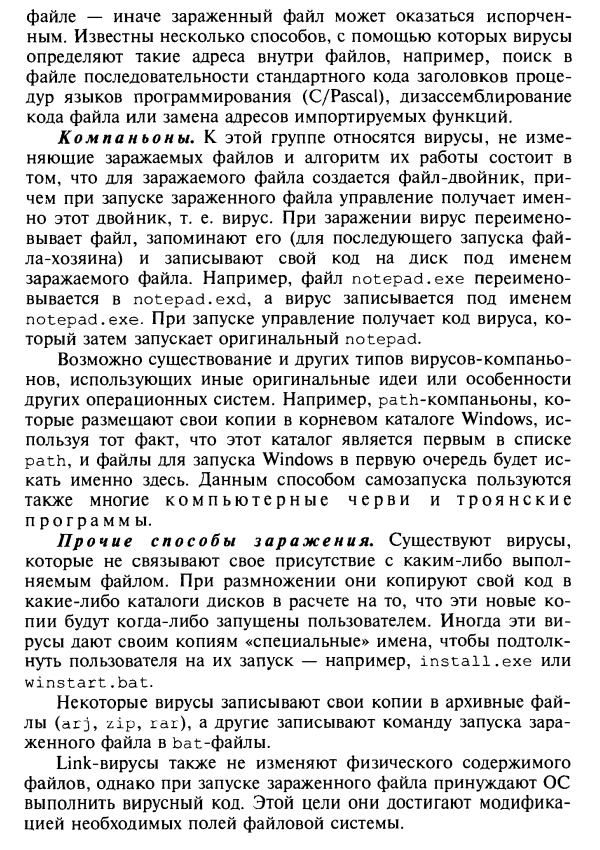 файле — иначе зараженный файл может оказаться испорчен-
ным. Известны несколько способов, с помощью которых вирусы
определяют такие адреса внутри файлов, например, поиск в
файле последовательности стандартного кода заголовков проце-
дур языков программирования (C/Pascal), дизассемблирование
кода файла или замена адресов импортируемых функций.
Компаньоны. К этой группе относятся вирусы, не изме-
няющие заражаемых файлов и алгоритм их работы состоит в
том, что для заражаемого файла создается файл-двойник, при-
чем при запуске зараженного файла управление получает имен-
но этот двойник, т. е. вирус. При заражении вирус переимено-
вывает файл, запоминают его (для последующего запуска фай-
ла-хозяина) и записывают свой код на диск под именем
заражаемого файла. Например, файл notepad.exe переимено-
вывается в notepad.exd, а вирус записывается под именем
notepad.exe. При запуске управление получает код вируса, ко-
торый затем запускает оригинальный notepad.
Возможно существование и других типов вирусов-компаньо-
нов, использующих иные оригинальные идеи или особенности
других операционных систем. Например, path-компаньоны, ко-
торые размещают свои копии в корневом каталоге Windows, ис-
пользуя тот факт, что этот каталог является первым в списке
path, и файлы для запуска Windows в первую очередь будет ис-
кать именно здесь. Данным способом самозапуска пользуются
также многие компьютерные черви и троянские
программы.
Прочие способы заражения. Существуют вирусы,
которые не связывают свое присутствие с каким-либо выпол-
няемым файлом. При размножении они копируют свой код в
какие-либо каталоги дисков в расчете на то, что эти новые ко-
пии будут когда-либо запущены пользователем. Иногда эти ви-
русы дают своим копиям «специальные» имена, чтобы подтолк-
нуть пользователя на их запуск — например, install.exe или
winstart.bat.
Некоторые вирусы записывают свои копии в архивные фай-
лы (arj, zip, rar), а другие записывают команду запуска зара-
женного файла в bat-файлы.
Link-вирусы также не изменяют физического содержимого
файлов, однако при запуске зараженного файла принуждают ОС
выполнить вирусный код. Этой цели они достигают модифика-
цией необходимых полей файловой системы.